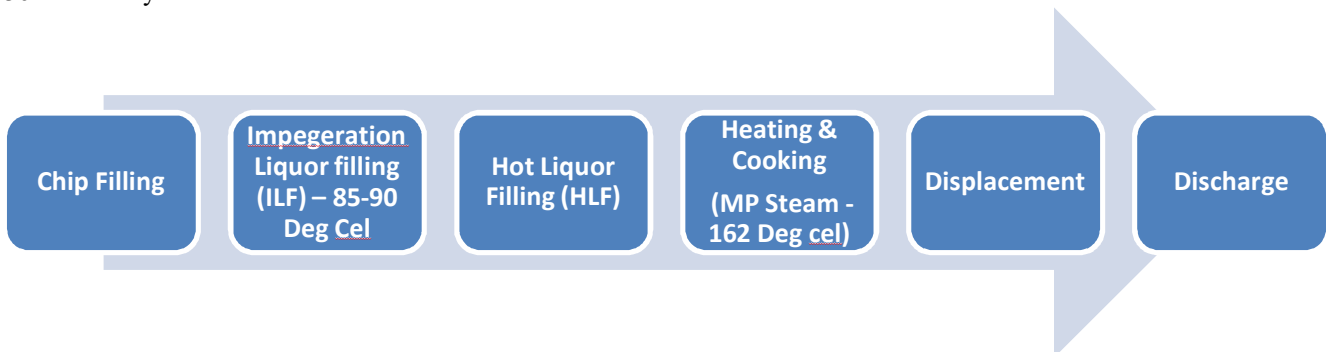 Chip Filling
Impegeration
Liquor filling
(ILF) – 85-90
Deg Cel
Hot Liquor
Filling (HLF)
Heating &
Cooking
(MP Steam -
162 Deg cel)
Displacement
Discharge